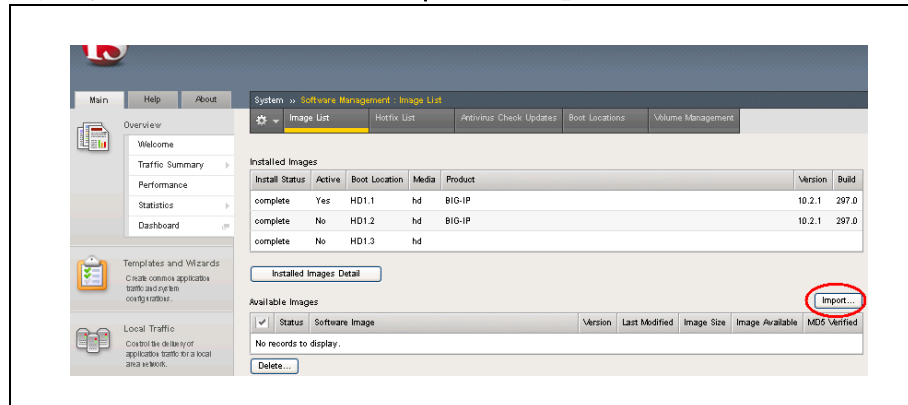 Main Help About
System » Software Management : Image List
Image List Hotfix List Antivirus Check Updates Boot Locations Volume Management
Overview
Welcome
Traffic Summary
Performance
Statistics
Dashboard
Installed Images
Install Status Active Boot Location Media Product Version Build
complete Yes HD1.1 hd BIG-IP 10.2.1 297.0
complete No HD1.2 hd BIG-IP 10.2.1 297.0
complete No HD1.3 hd
Installed Images Detail
Templates and Wizards
Create common application
traffic and system
configurations.
Available Images
Import...
Status Software Image Version Last Modified Image Size Image Available MD5 Verified
No records to display.
Delete...
Local Traffic
Control the delivery of
application traffic for a local
area network.